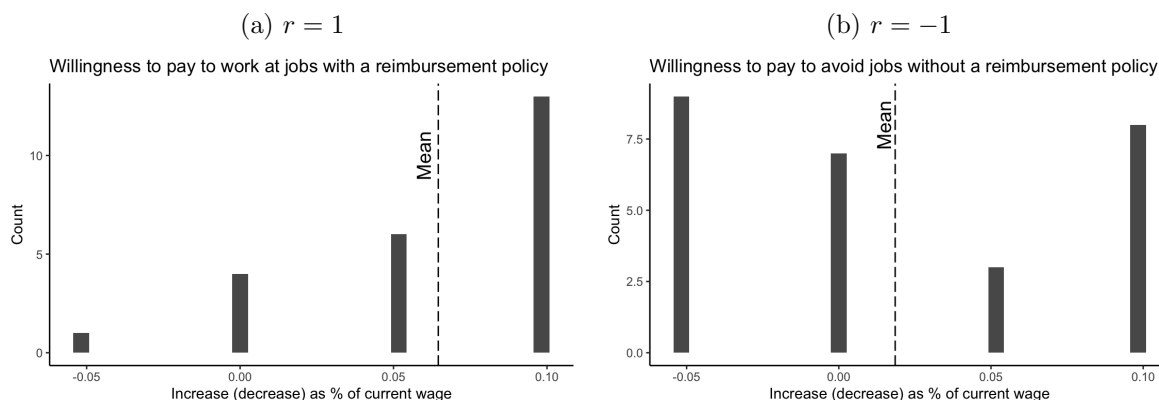 (a) r = 1
Willingness to pay to work at jobs with a reimbursement policy
Count
10
5
0
Mean
-0.05 0.00 0.05 0.10
Increase (decrease) as % of current wage
(b) r = −1
Willingness to pay to avoid jobs without a reimbursement policy
Count
7.5
5.0
2.5
0.0
Mean
-0.05 0.00 0.05 0.10
Increase (decrease) as % of current wage